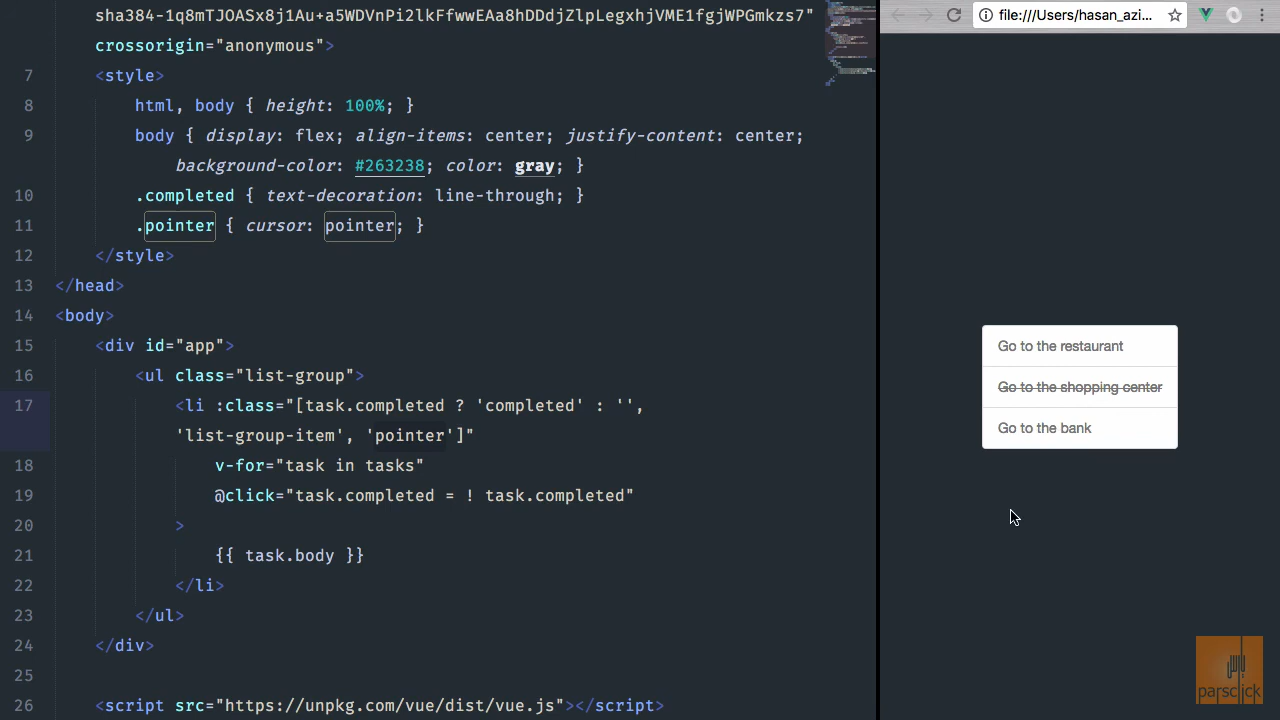 sha384-1q8mTJOASx8j1Au+a5WDVnPi2lkFfwwEAa8hDDdjZlpLegxhjVME1fgjWPGmkzs7"
crossorigin="anonymous">
7 <style>
8 html, body { height: 100%; }
9 body { display: flex; align-items: center; justify-content: center;
background-color: #263238; color: gray; }
10 .completed { text-decoration: line-through; }
11 .pointer { cursor: pointer; }
12 </style>
13 </head>
14 <body>
15 <div id="app">
16 <ul class="list-group">
17 <li :class="[task.completed ? 'completed' : '',
'list-group-item', 'pointer']"
18 v-for="task in tasks"
19 @click="task.completed = ! task.completed"
20 >
21 {{ task.body }}
22 </li>
23 </ul>
24 </div>
25
26 <script src="https://unpkg.com/vue/dist/vue.js"></script>
file:///Users/hasan_azi...
Go to the restaurant
Go to the shopping center
Go to the bank
parsclick